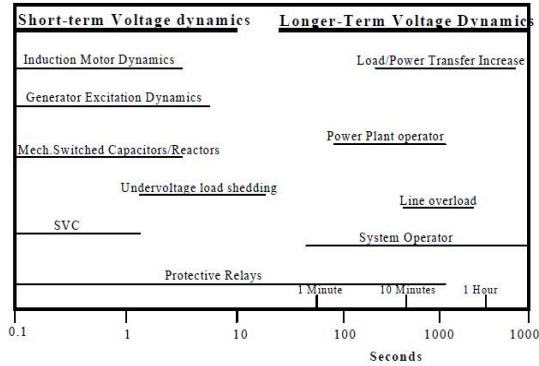 Short-term Voltage dynamics
Longer-Term Voltage Dynamics
Induction Motor Dynamics
Load/Power Transfer Increase
Generator Excitation Dynamics
Power Plant operator
Mech.Switched Capacitors/Reactors
Undervoltage load shedding
Line overload
SVC
System Operator
Protective Relays
1 Minute 10 Minutes 1 Hour
0.1 1 10 100 1000 1000
Seconds